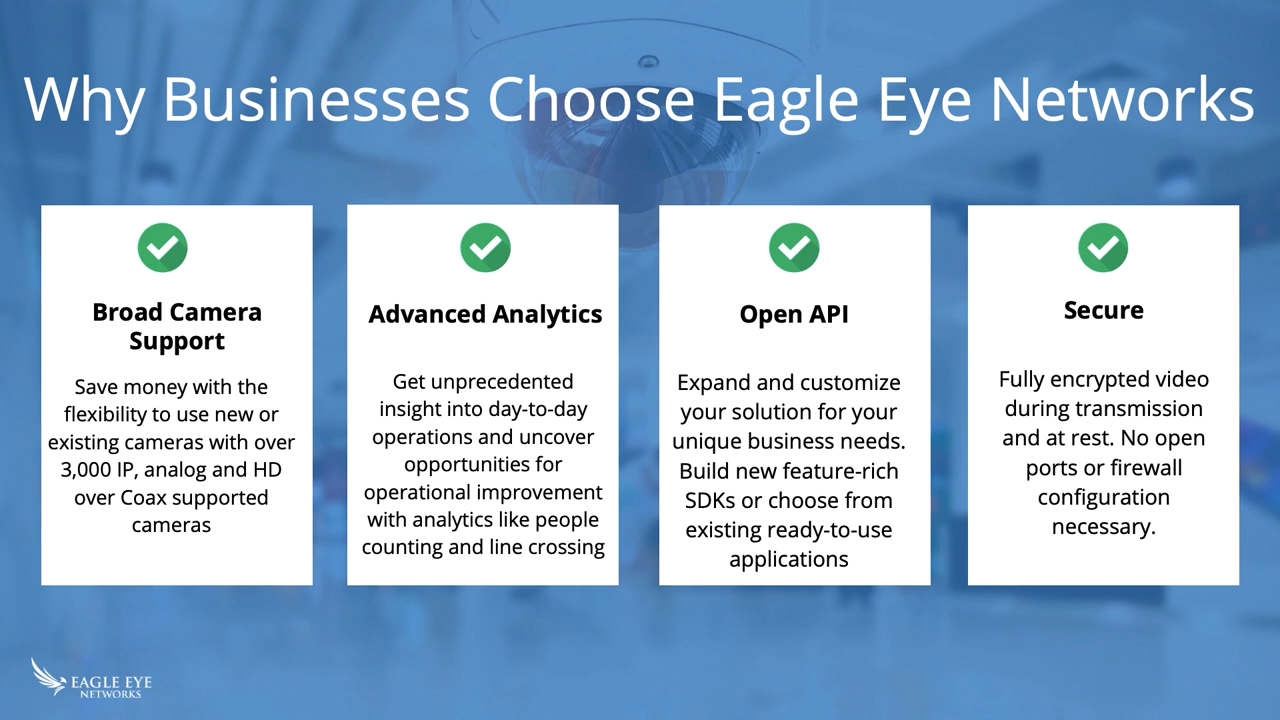 Why Businesses Choose Eagle Eye Networks
Broad Camera
Support
Save money with the
flexibility to use new or
existing cameras with over
3,000 IP, analog and HD
over Coax supported
cameras
Advanced Analytics
Get unprecedented
insight into day-to-day
operations and uncover
opportunities for
operational improvement
with analytics like people
counting and line crossing
Open API
Expand and customize
your solution for your
unique business needs.
Build new feature-rich
SDKs or choose from
existing ready-to-use
applications
Secure
Fully encrypted video
during transmission
and at rest. No open
ports or firewall
configuration
necessary.
EAGLE EYE
NETWORKS